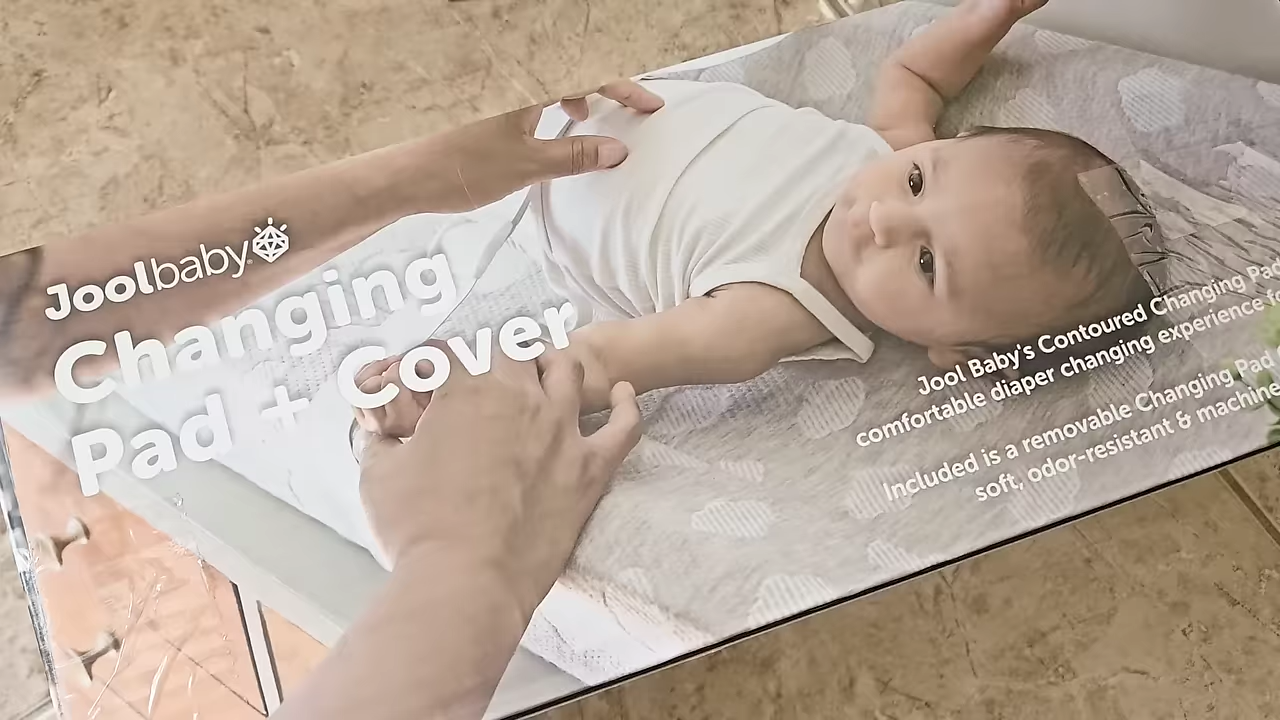 Joolbaby
Changing
Pad + Cover
Jool Baby's Contoured Changing Pad
comfortable diaper changing experience
Included is a removable Changing Pad
soft, odor-resistant & machine